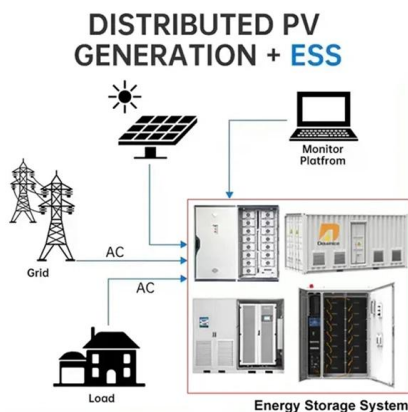 DISTRIBUTED PV
GENERATION + ESS
Monitor
Platfrom
Grid
AC
AC
Load
Energy Storage System